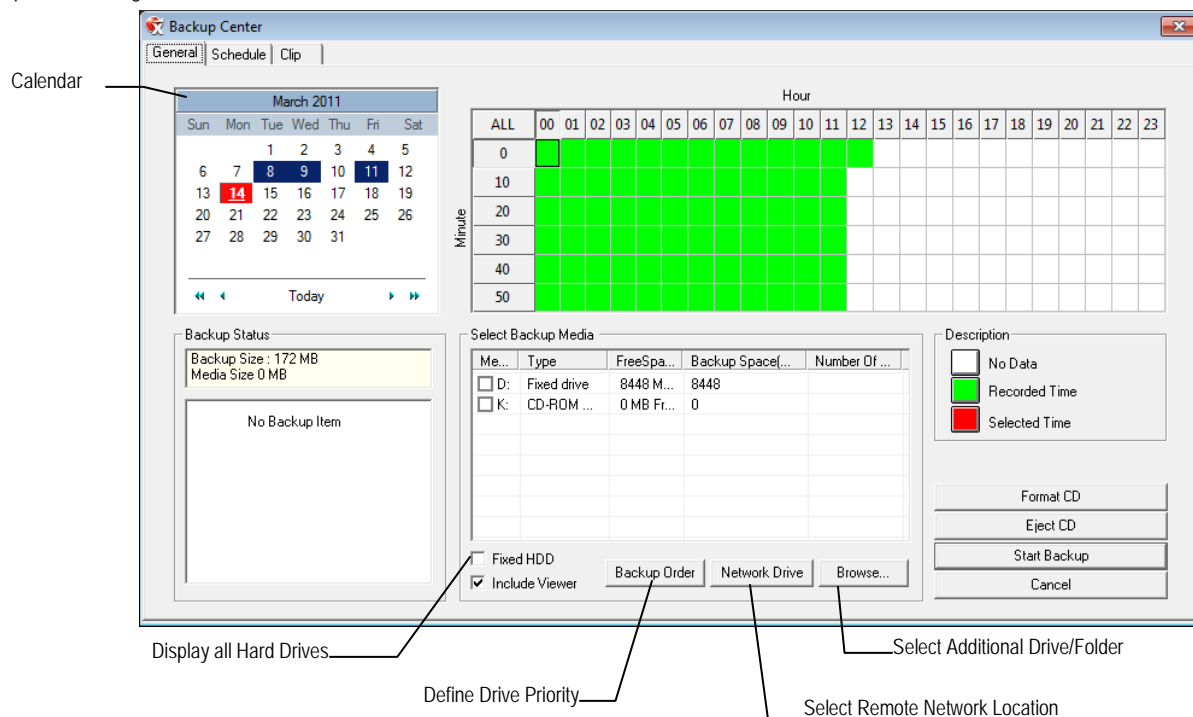 Backup Center
General Schedule Clip
Calendar
March 2011
Sun Mon Tue Wed Thu Fri Sat
1 2 3 4 5
6 7 8 9 10 11 12
13 14 15 16 17 18 19
20 21 22 23 24 25 26
27 28 29 30 31
Today
Hour
ALL 00 01 02 03 04 05 06 07 08 09 10 11 12 13 14 15 16 17 18 19 20 21 22 23
Minute
0
10
20
30
40
50
Backup Status
Backup Size : 172 MB
Media Size 0 MB
No Backup Item
Select Backup Media
Me... Type FreeSpa... Backup Space(... Number Of ...
D: Fixed drive 8448 M... 8448
K: CD-ROM ... 0 MB Fr... 0
Fixed HDD
Include Viewer
Backup Order Network Drive Browse...
Description
No Data
Recorded Time
Selected Time
Format CD
Eject CD
Start Backup
Cancel
Display all Hard Drives
Select Additional Drive/Folder
Define Drive Priority
Select Remote Network Location